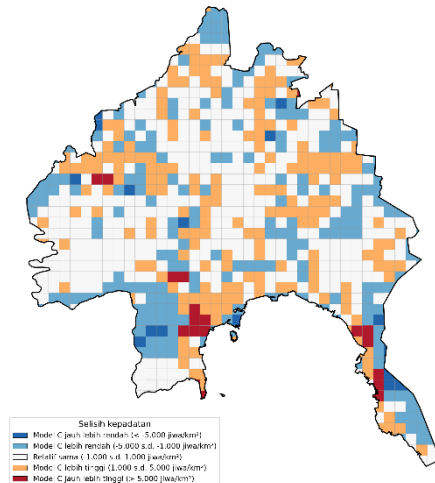 Selisih kepadatan
Model C jauh lebih rendah (< -5.000 jiwa/km²)
Model C lebih rendah (-5.000 s.d. -1.000 jiwa/km²)
Relatif sama (-1.000 s.d. 1.000 jiwa/km²)
Model C lebih tinggi (1.000 s.d. 5.000 jiwa/km²)
Model C jauh lebih tinggi (> 5.000 jiwa/km²)